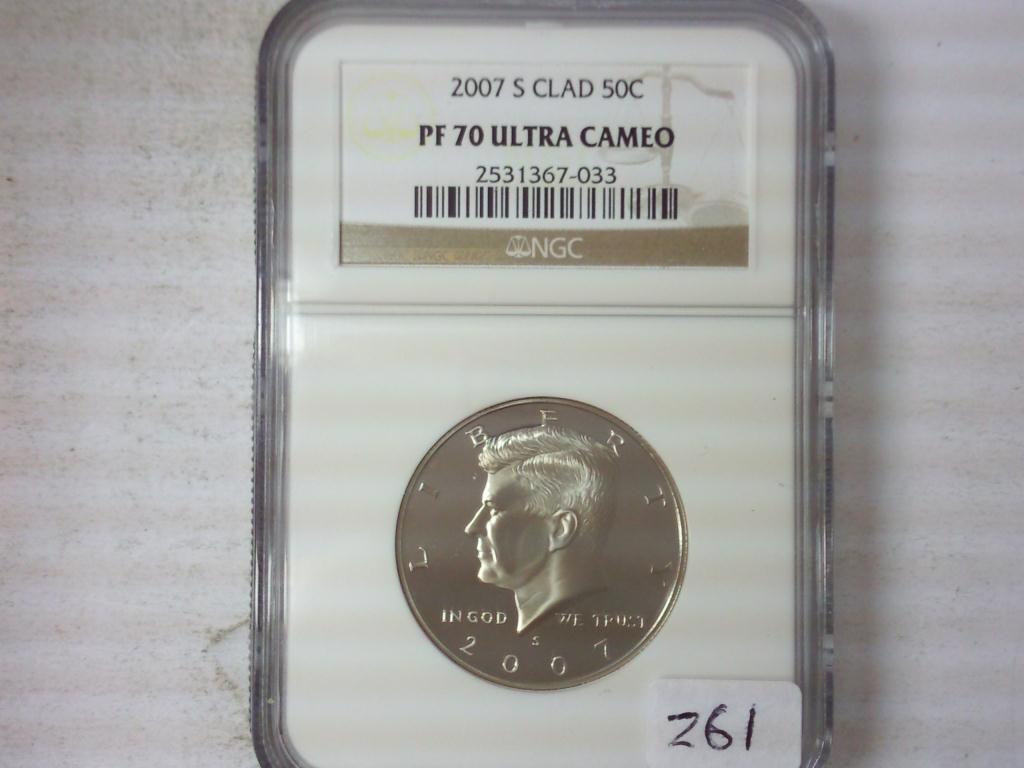 2007 S CLAD 50C
PF 70 ULTRA CAMEO
2531367-033
NGC
LIBERTY
IN GOD WE TRUST
S
2007
261